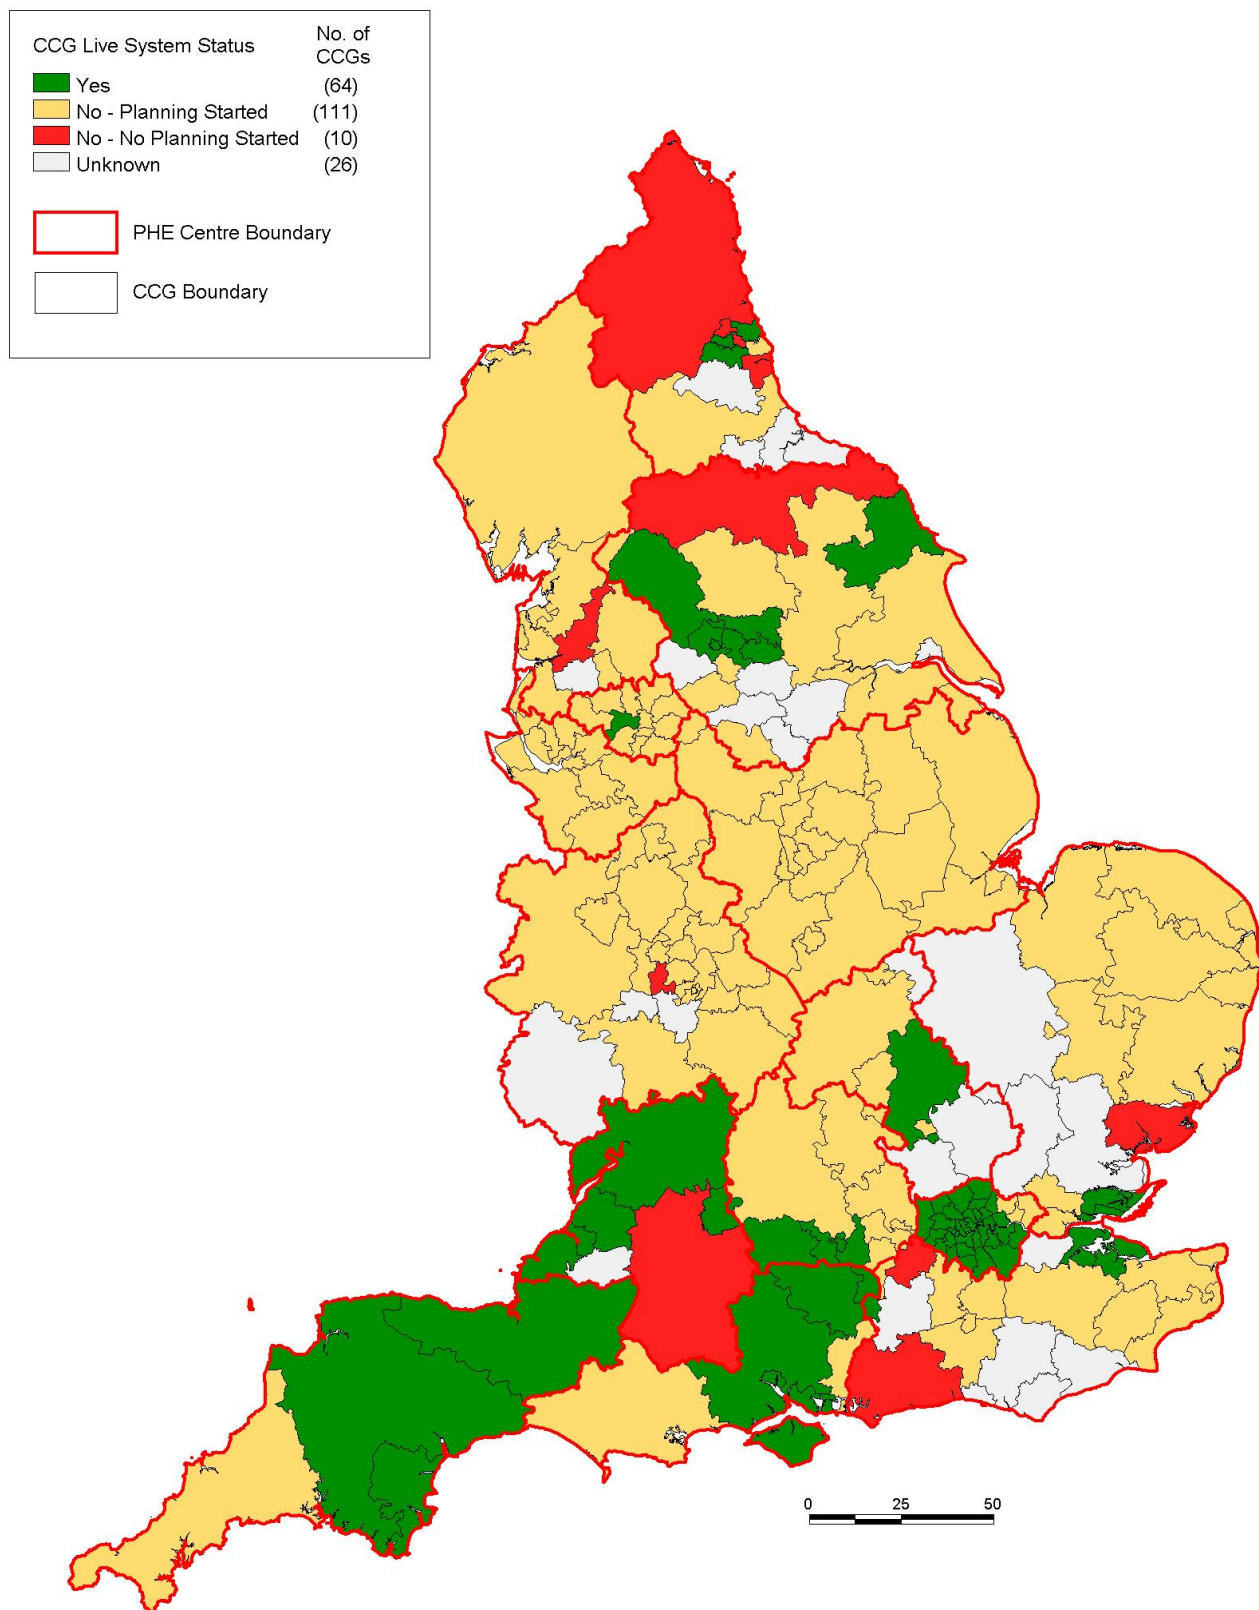 CCG Live System Status No. of CCGs
Yes (64)
No - Planning Started (111)
No - No Planning Started (10)
Unknown (26)
PHE Centre Boundary
CCG Boundary
0 25 50